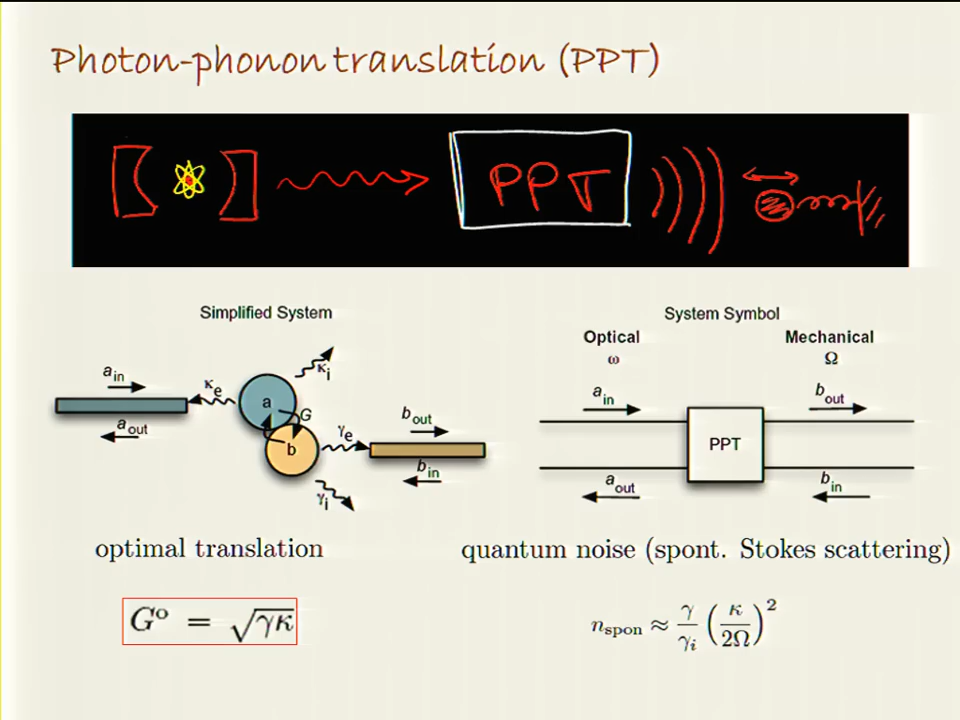 Photon-phonon translation (PPT)
PPT
Simplified System
a_in
κ_e
κ_i
a
G
a_out
b
γ_e
b_out
b_in
γ_i
System Symbol
Optical
Mechanical
ω
Ω
a_in
b_out
PPT
a_out
b_in
optimal translation
quantum noise (spont. Stokes scattering)
G^o = √γκ
n_spon ≈ γ/γ_i (κ/2Ω)^2